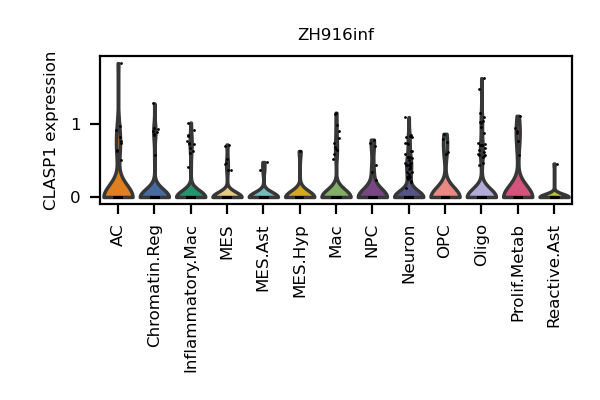 ZH916inf
CLASP1 expression
1
0
AC
Chromatin.Reg
Inflammatory.Mac
MES
MES.Ast
MES.Hyp
Mac
NPC
Neuron
OPC
Oligo
Prolif.Metab
Reactive.Ast